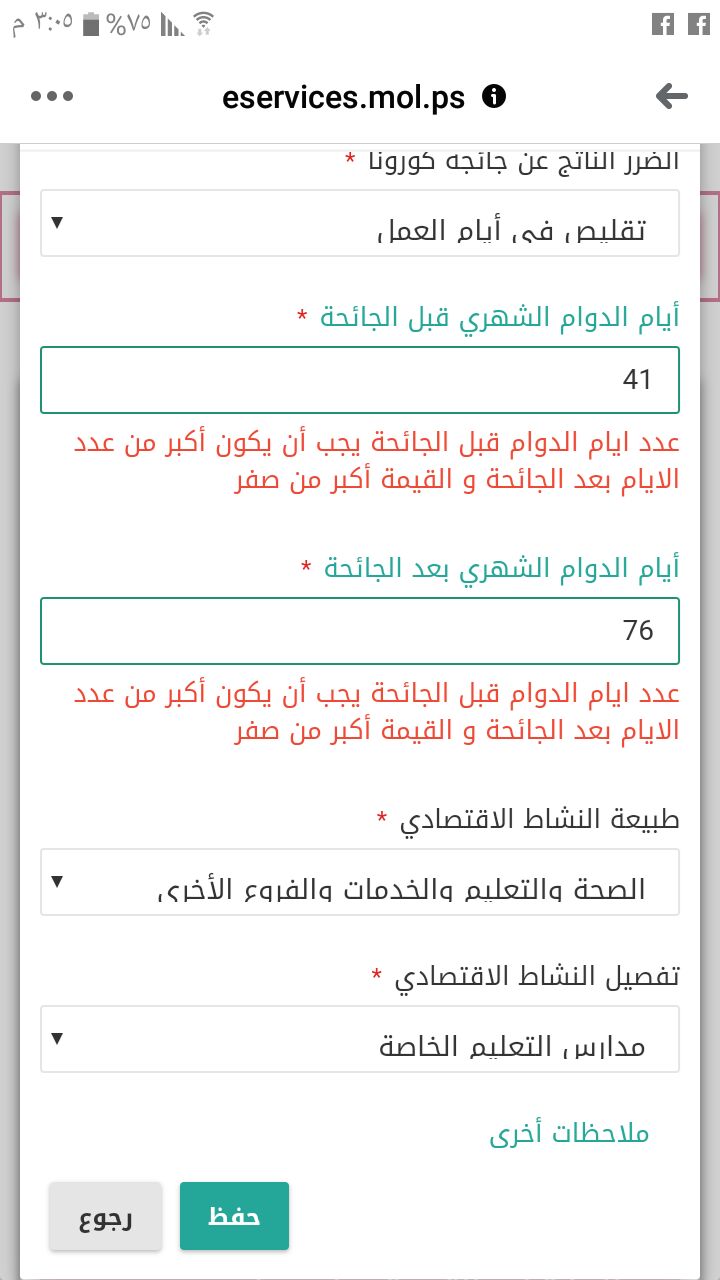 ٣:٠٥ م
%٧٥
eservices.mol.ps
الضرر الناتج عن جائحة كورونا *
تقليص في أيام العمل
أيام الدوام الشهري قبل الجائحة *
41
عدد ايام الدوام قبل الجائحة يجب أن يكون أكبر من عدد
الايام بعد الجائحة و القيمة أكبر من صفر
أيام الدوام الشهري بعد الجائحة *
76
عدد ايام الدوام قبل الجائحة يجب أن يكون أكبر من عدد
الايام بعد الجائحة و القيمة أكبر من صفر
طبيعة النشاط الاقتصادي *
الصحة والتعليم والخدمات والفروع الأخرى
تفصيل النشاط الاقتصادي *
مدارس التعليم الخاصة
ملاحظات أخرى
حفظ
رجوع